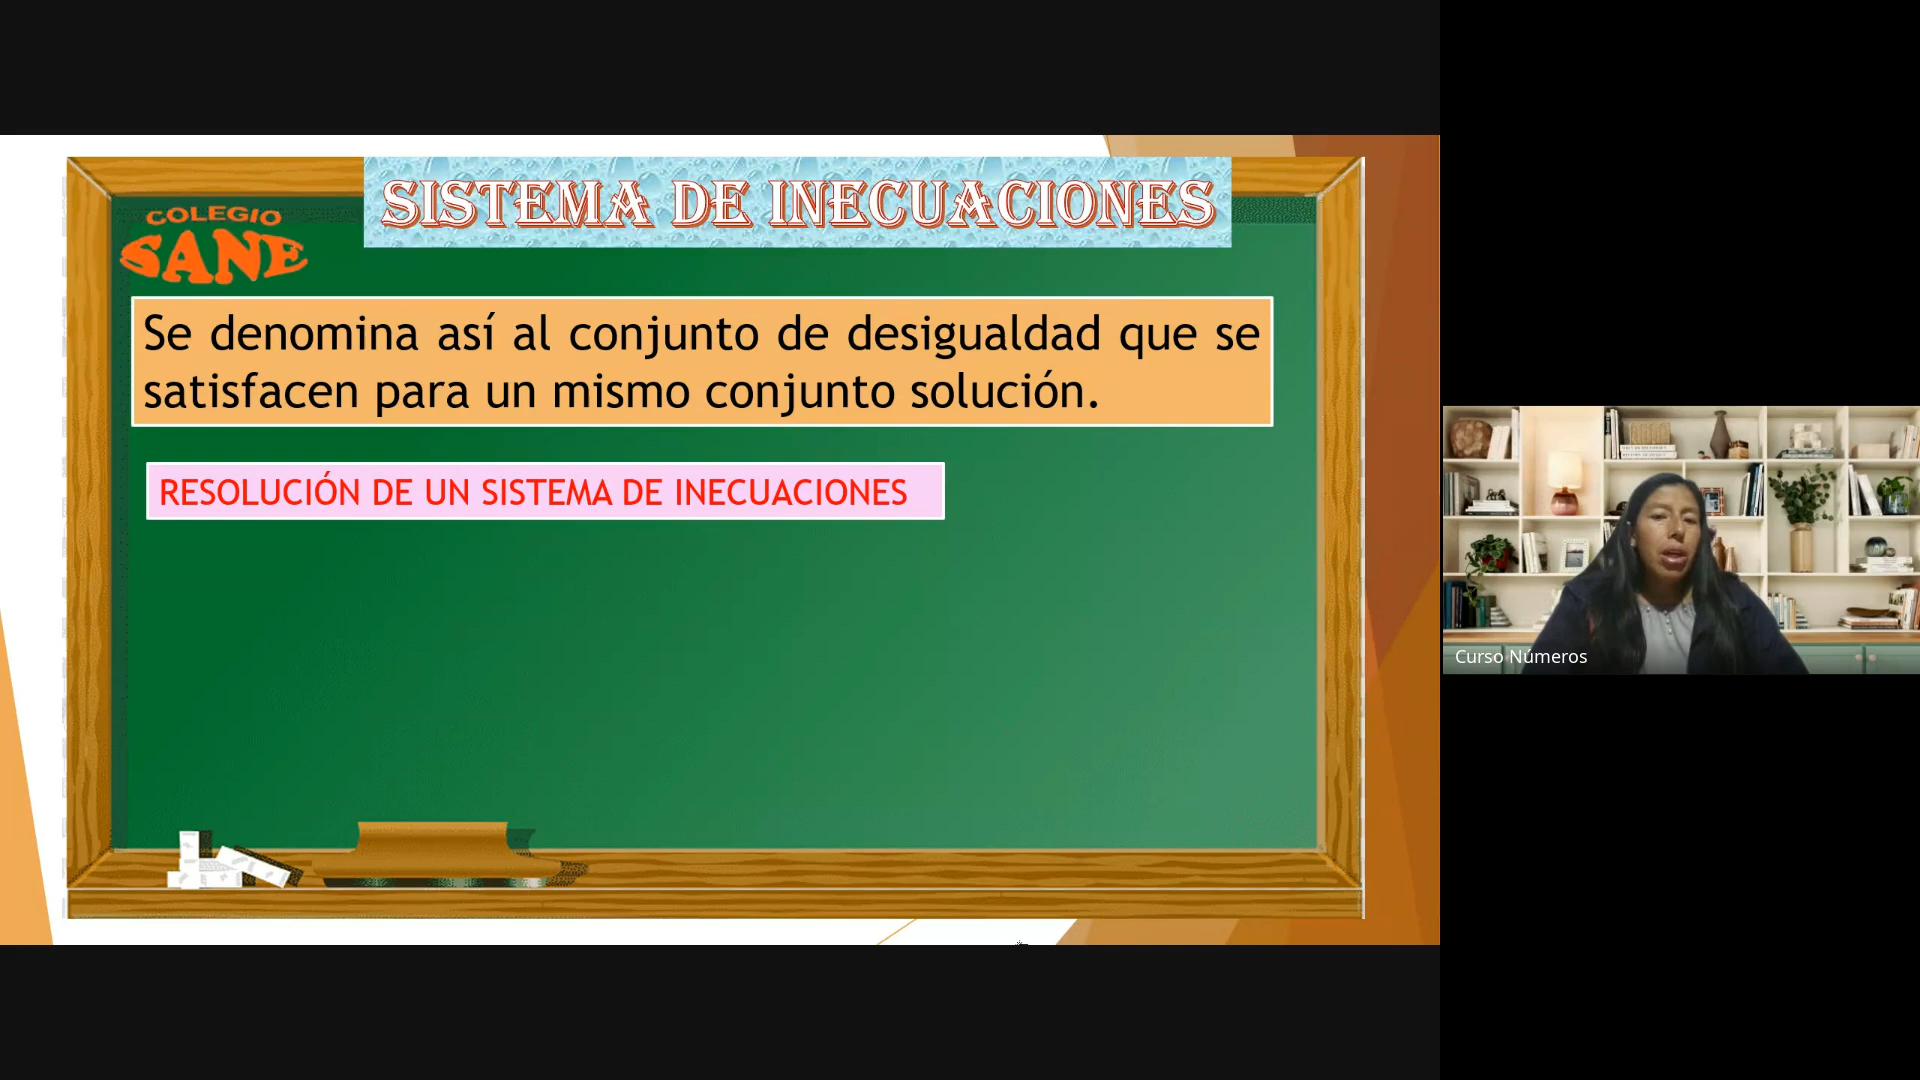 SISTEMA DE INECUACIONES
COLEGIO
SANE
Se denomina así al conjunto de desigualdad que se
satisfacen para un mismo conjunto solución.
RESOLUCIÓN DE UN SISTEMA DE INECUACIONES
Curso Números